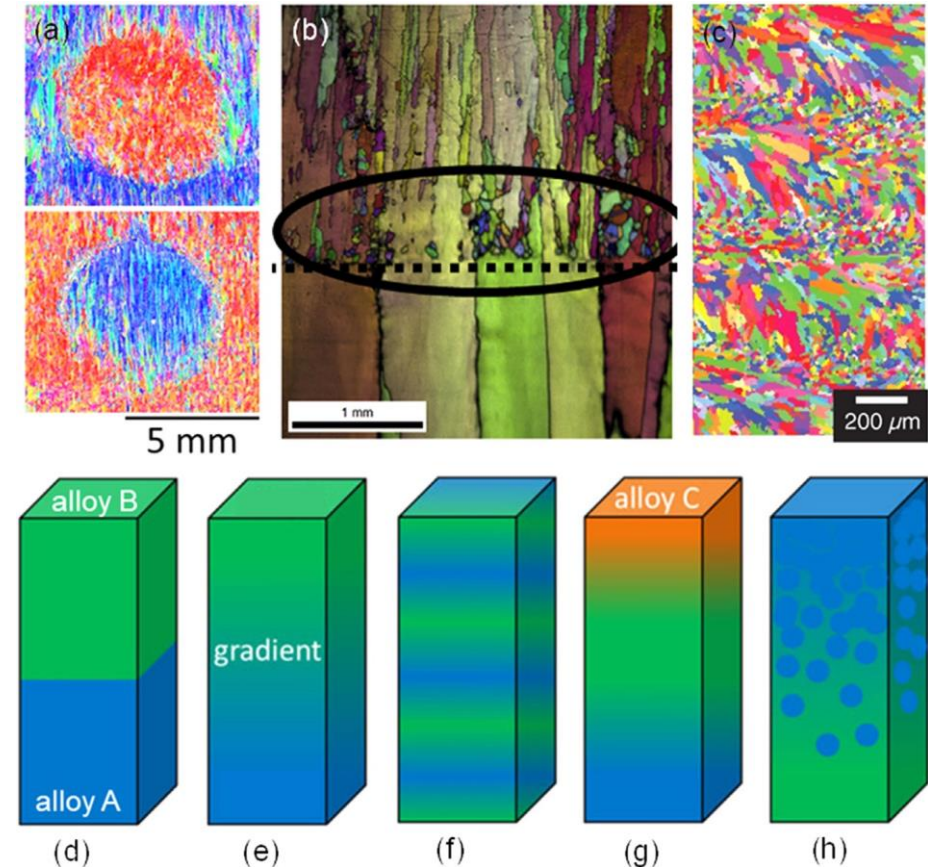 (a)
(b)
(c)
5 mm
1 mm
200 µm
alloy B
alloy C
gradient
alloy A
(d)
(e)
(f)
(g)
(h)